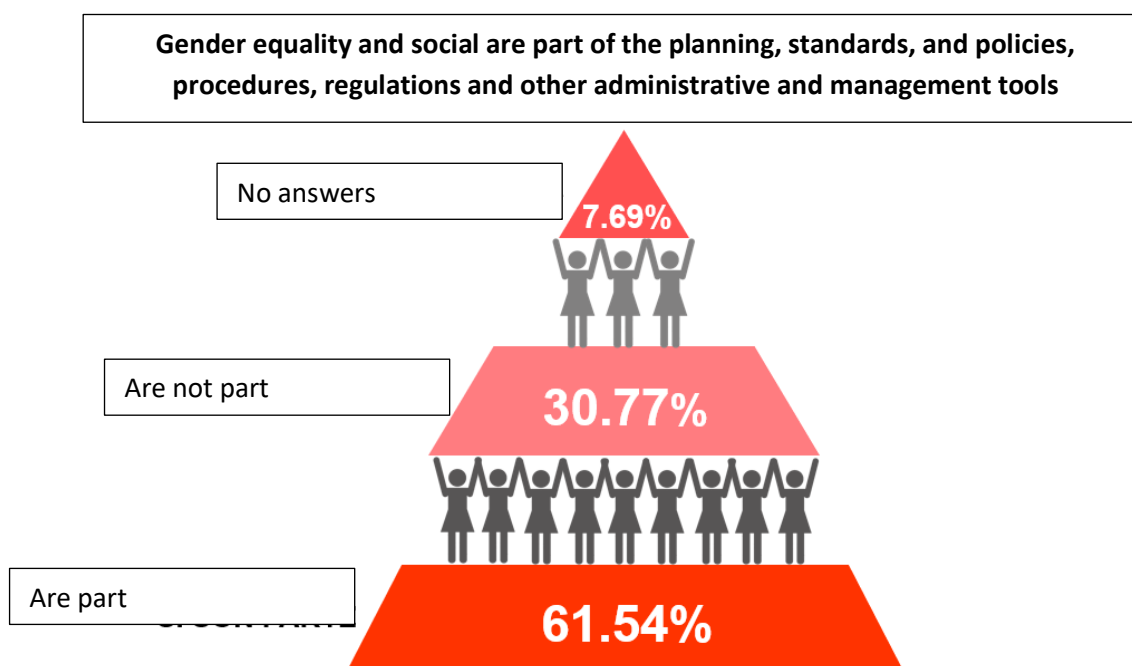 Gender equality and social are part of the planning, standards, and policies,
procedures, regulations and other administrative and management tools
No answers
7.69%
Are not part
30.77%
Are part
61.54%